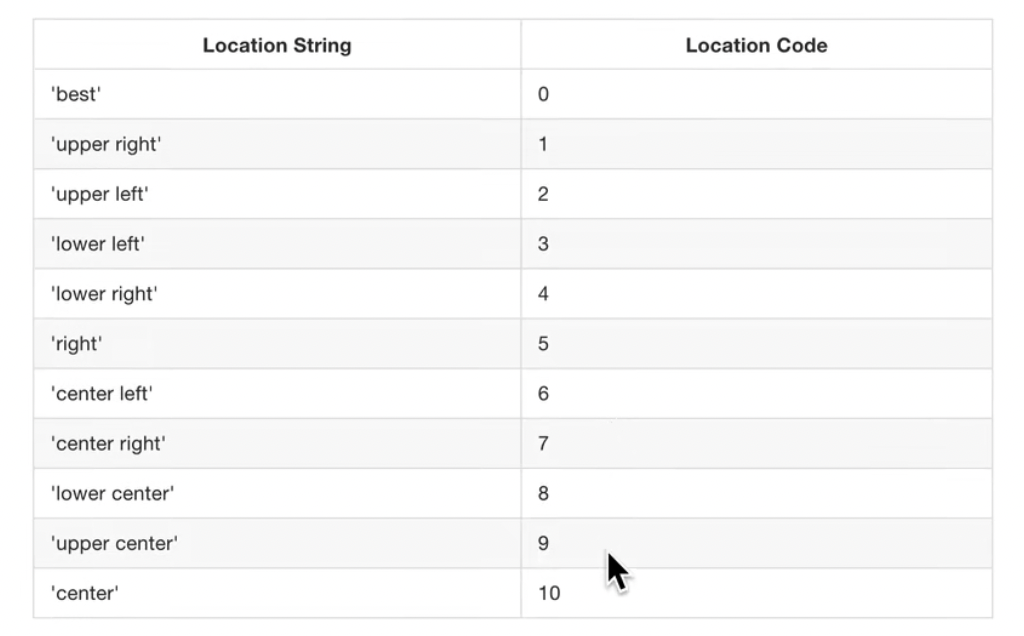 Location String Location Code
'best' 0
'upper right' 1
'upper left' 2
'lower left' 3
'lower right' 4
'right' 5
'center left' 6
'center right' 7
'lower center' 8
'upper center' 9
'center' 10